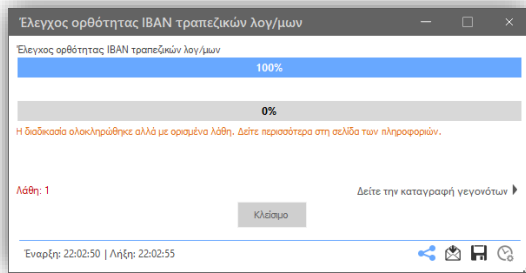 Έλεγχος ορθότητας IBAN τραπεζικών λογ/μων
Έλεγχος ορθότητας IBAN τραπεζικών λογ/μων
100%
0%
Η διαδικασία ολοκληρώθηκε αλλά με ορισμένα λάθη. Δείτε περισσότερα στη σελίδα των πληροφοριών.
Λάθη: 1
Δείτε την καταγραφή γεγονότων
Κλείσιμο
Έναρξη: 22:02:50 | Λήξη: 22:02:55